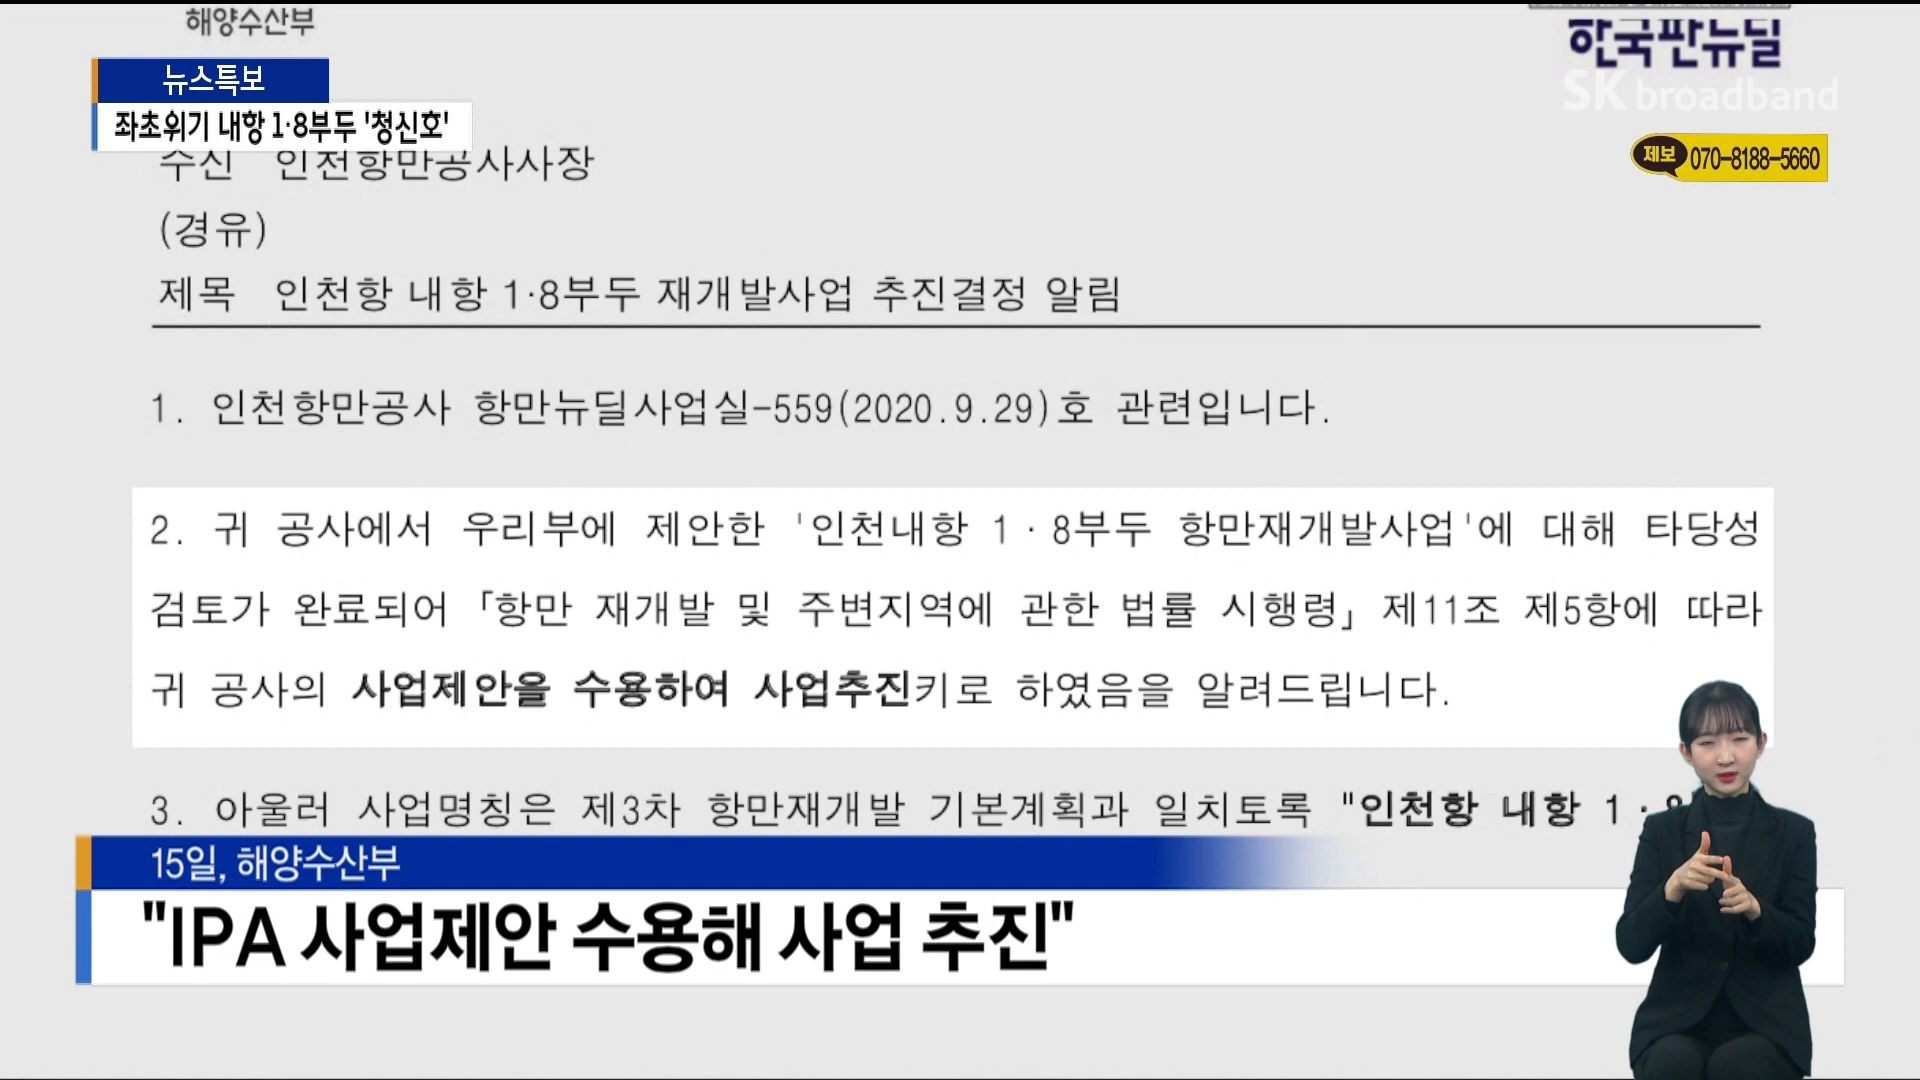 해양수산부
한국판뉴딜
SK broadband
뉴스특보
좌초위기 내항 1·8부두 '청신호'
제보 070-8188-5660
수신 인천항만공사사장
(경유)
제목 인천항 내항 1·8부두 재개발사업 추진결정 알림
1. 인천항만공사 항만뉴딜사업실-559(2020.9.29)호 관련입니다.
2. 귀 공사에서 우리부에 제안한 '인천내항 1·8부두 항만재개발사업'에 대해 타당성
검토가 완료되어 「항만 재개발 및 주변지역에 관한 법률 시행령」 제11조 제5항에 따라
귀 공사의 사업제안을 수용하여 사업추진키로 하였음을 알려드립니다.
3. 아울러 사업명칭은 제3차 항만재개발 기본계획과 일치토록 "인천항 내항 1·8
15일, 해양수산부
"IPA 사업제안 수용해 사업 추진"